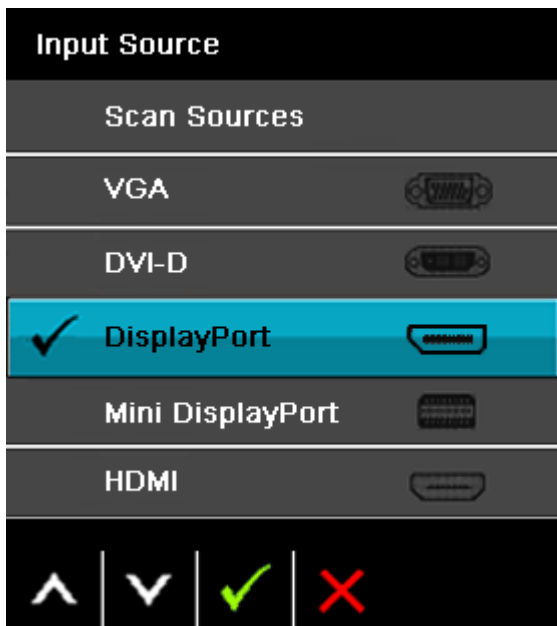 Input Source
Scan Sources
VGA
DVI-D
DisplayPort
Mini DisplayPort
HDMI